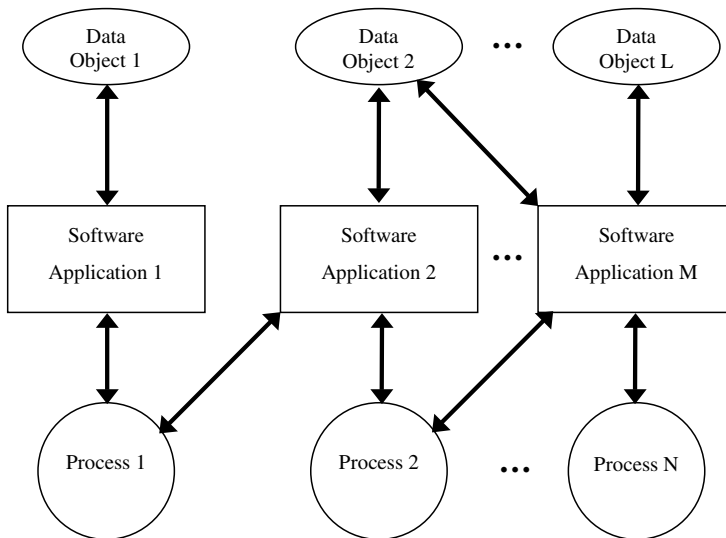 Data
Object 1
Data
Object 2
...
Data
Object L
Software
Application 1
Software
Application 2
...
Software
Application M
Process 1
Process 2
...
Process N